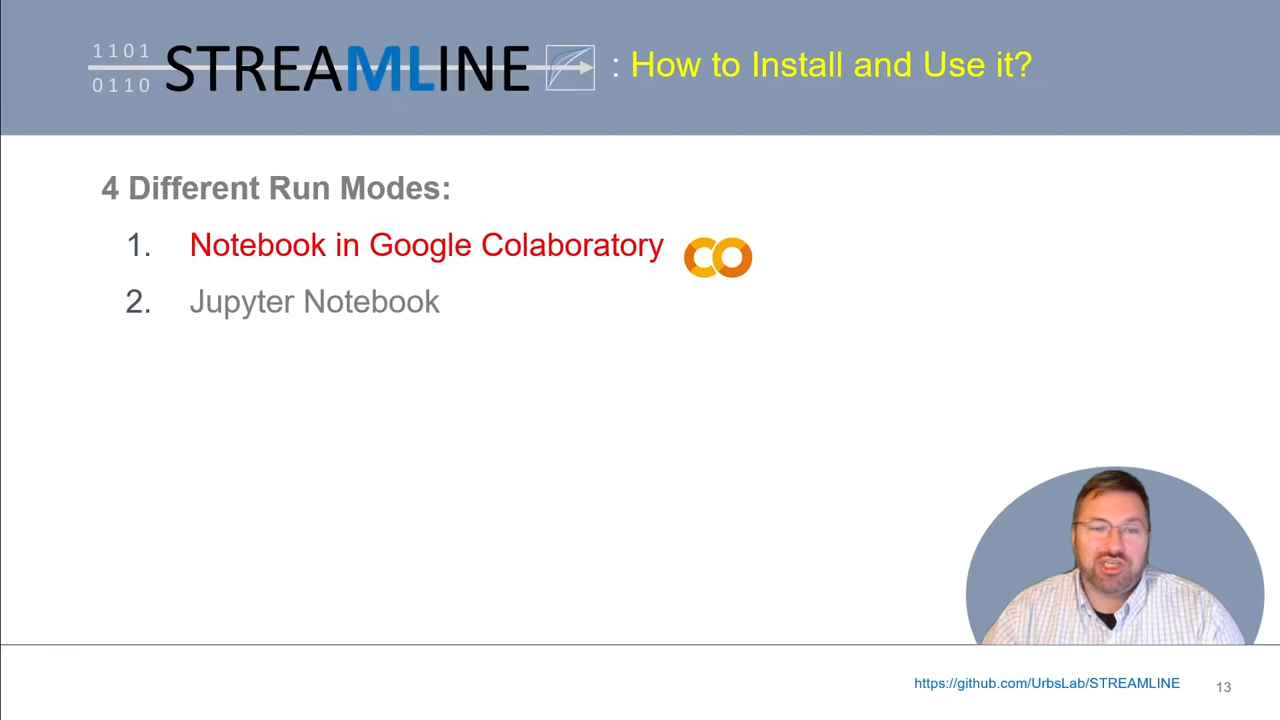 1101
0110
STREAMLINE : How to Install and Use it?
4 Different Run Modes:
1. Notebook in Google Colaboratory
2. Jupyter Notebook
https://github.com/UrbsLab/STREAMLINE
13